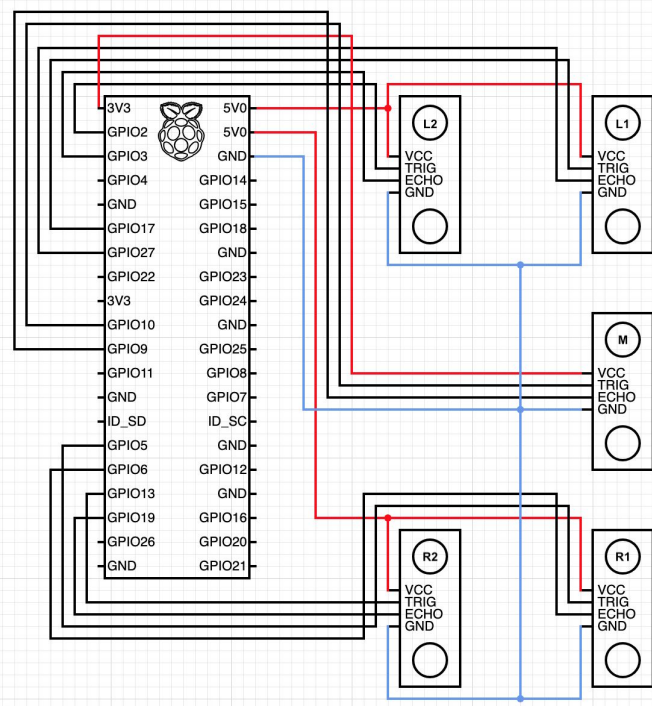 3V3 5V0
GPIO2 5V0
GPIO3 GND
GPIO4 GPIO14
GND GPIO15
GPIO17 GPIO18
GPIO27 GND
GPIO22 GPIO23
3V3 GPIO24
GPIO10 GND
GPIO9 GPIO25
GPIO11 GPIO8
GND GPIO7
ID_SD ID_SC
GPIO5 GND
GPIO6 GPIO12
GPIO13 GND
GPIO19 GPIO16
GPIO26 GPIO20
GND GPIO21
L2
VCC
TRIG
ECHO
GND
L1
VCC
TRIG
ECHO
GND
M
VCC
TRIG
ECHO
GND
R2
VCC
TRIG
ECHO
GND
R1
VCC
TRIG
ECHO
GND